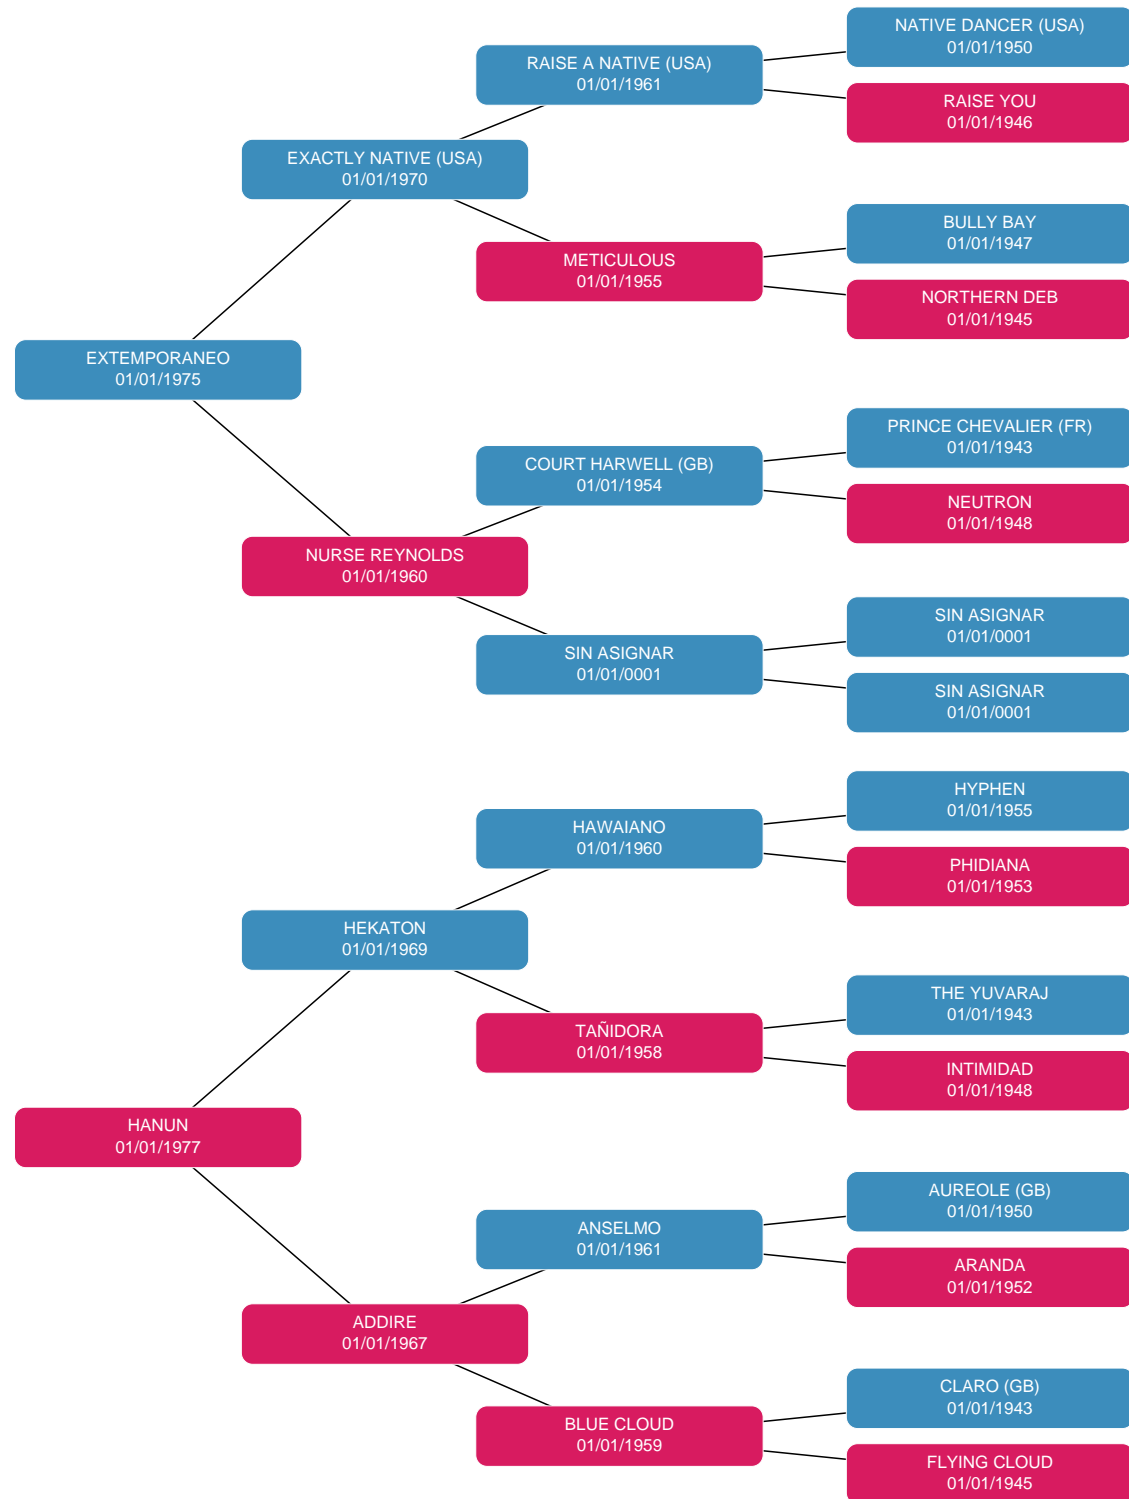 NATIVE DANCER (USA)
01/01/1950
RAISE A NATIVE (USA)
01/01/1961
RAISE YOU
01/01/1946
EXACTLY NATIVE (USA)
01/01/1970
BULLY BAY
01/01/1947
METICULOUS
01/01/1955
NORTHERN DEB
01/01/1945
EXTEMPORANEO
01/01/1975
PRINCE CHEVALIER (FR)
01/01/1943
COURT HARWELL (GB)
01/01/1954
NEUTRON
01/01/1948
NURSE REYNOLDS
01/01/1960
SIN ASIGNAR
01/01/0001
SIN ASIGNAR
01/01/0001
SIN ASIGNAR
01/01/0001
HYPHEN
01/01/1955
HAWAIANO
01/01/1960
PHIDIANA
01/01/1953
HEKATON
01/01/1969
THE YUVARAJ
01/01/1943
TAÑIDORA
01/01/1958
INTIMIDAD
01/01/1948
HANUN
01/01/1977
AUREOLE (GB)
01/01/1950
ANSELMO
01/01/1961
ARANDA
01/01/1952
ADDIRE
01/01/1967
CLARO (GB)
01/01/1943
BLUE CLOUD
01/01/1959
FLYING CLOUD
01/01/1945